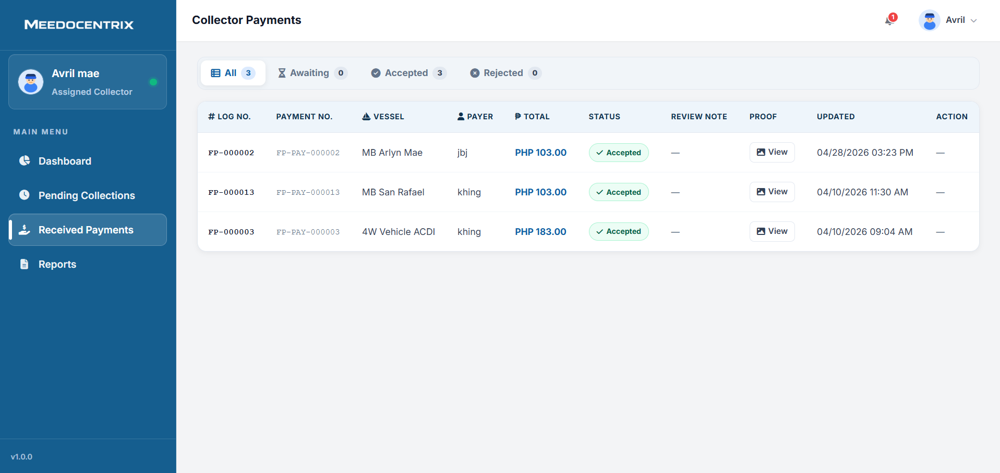 MEEDOCENTRIX
Avril mae
Assigned Collector
MAIN MENU
Dashboard
Pending Collections
Received Payments
Reports
v1.0.0
Collector Payments
1
Avril
All 3
Awaiting 0
Accepted 3
Rejected 0
# LOG NO. PAYMENT NO. VESSEL PAYER ₱ TOTAL STATUS REVIEW NOTE PROOF UPDATED ACTION
FP-000002 FP-PAY-000002 MB Arlyn Mae jbj PHP 103.00 Accepted — View 04/28/2026 03:23 PM —
FP-000013 FP-PAY-000013 MB San Rafael khing PHP 103.00 Accepted — View 04/10/2026 11:30 AM —
FP-000003 FP-PAY-000003 4W Vehicle ACDI khing PHP 183.00 Accepted — View 04/10/2026 09:04 AM —